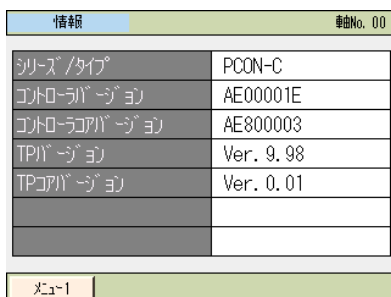 情報 軸No. 00
ｼﾘｰｽﾞ/ﾀｲﾌﾟ PCON-C
ｺﾝﾄﾛｰﾗﾊﾞｰｼﾞｮﾝ AE00001E
ｺﾝﾄﾛｰﾗｺｱﾊﾞｰｼﾞｮﾝ AE800003
TPﾊﾞｰｼﾞｮﾝ Ver. 9.98
TPｺｱﾊﾞｰｼﾞｮﾝ Ver. 0.01
ﾒﾆｭｰ1